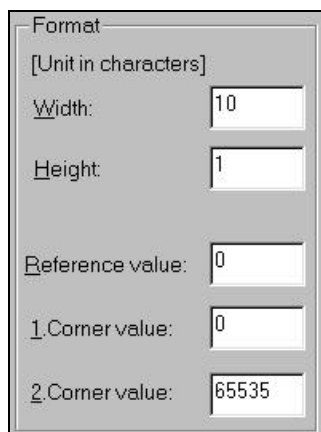 Format
[Unit in characters]
Width: 10
Height: 1
Reference value: 0
1.Corner value: 0
2.Corner value: 65535